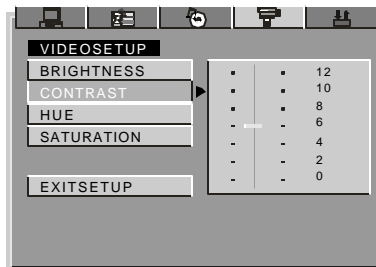 VIDEOSETUP
BRIGHTNESS
CONTRAST
HUE
SATURATION
EXITSETUP
12
10
8
6
4
2
0